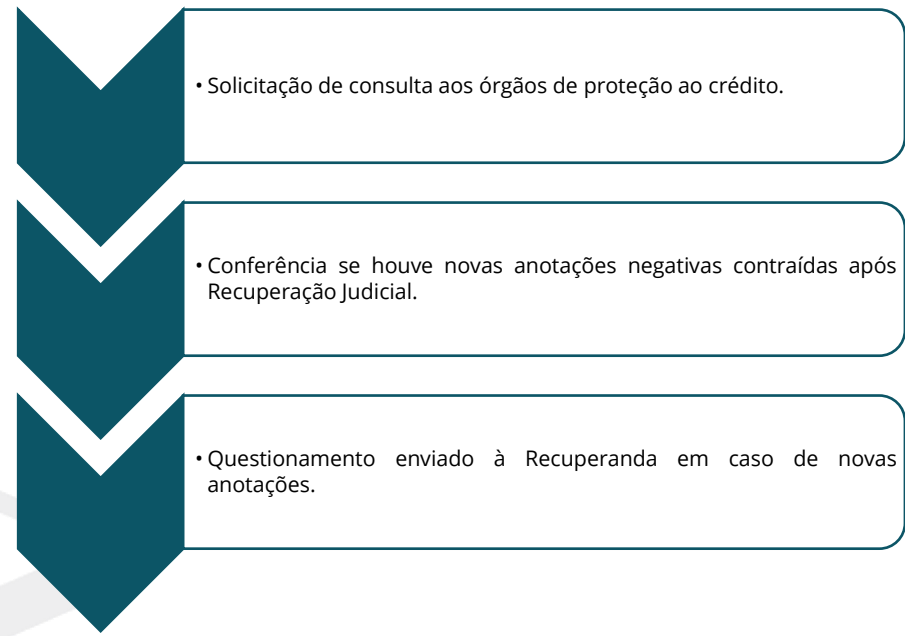 • Solicitação de consulta aos órgãos de proteção ao crédito.
• Conferência se houve novas anotações negativas contraídas após
Recuperação Judicial.
• Questionamento enviado à Recuperanda em caso de novas
anotações.